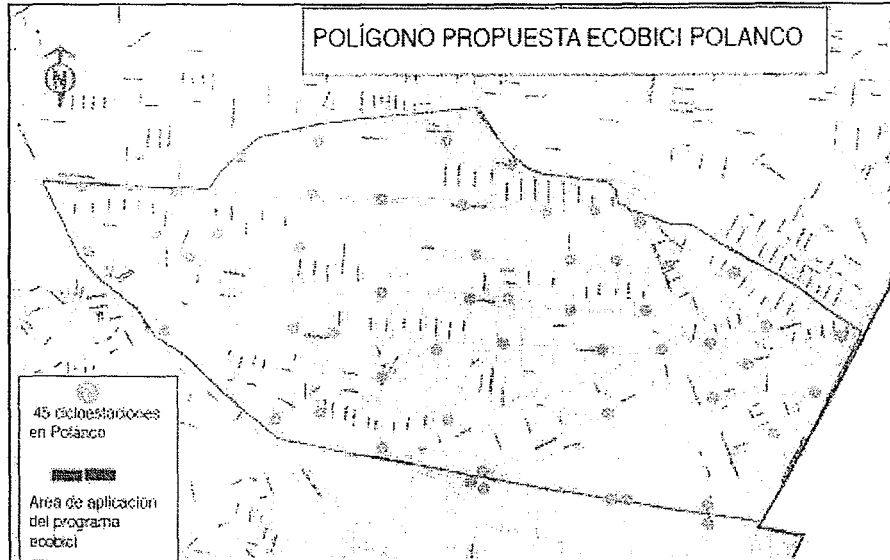 POLÍGONO PROPUESTA ECOBICI POLANCO
N
45 cicloestaciones
en Polanco
Area de aplicación
del programa
ecobici